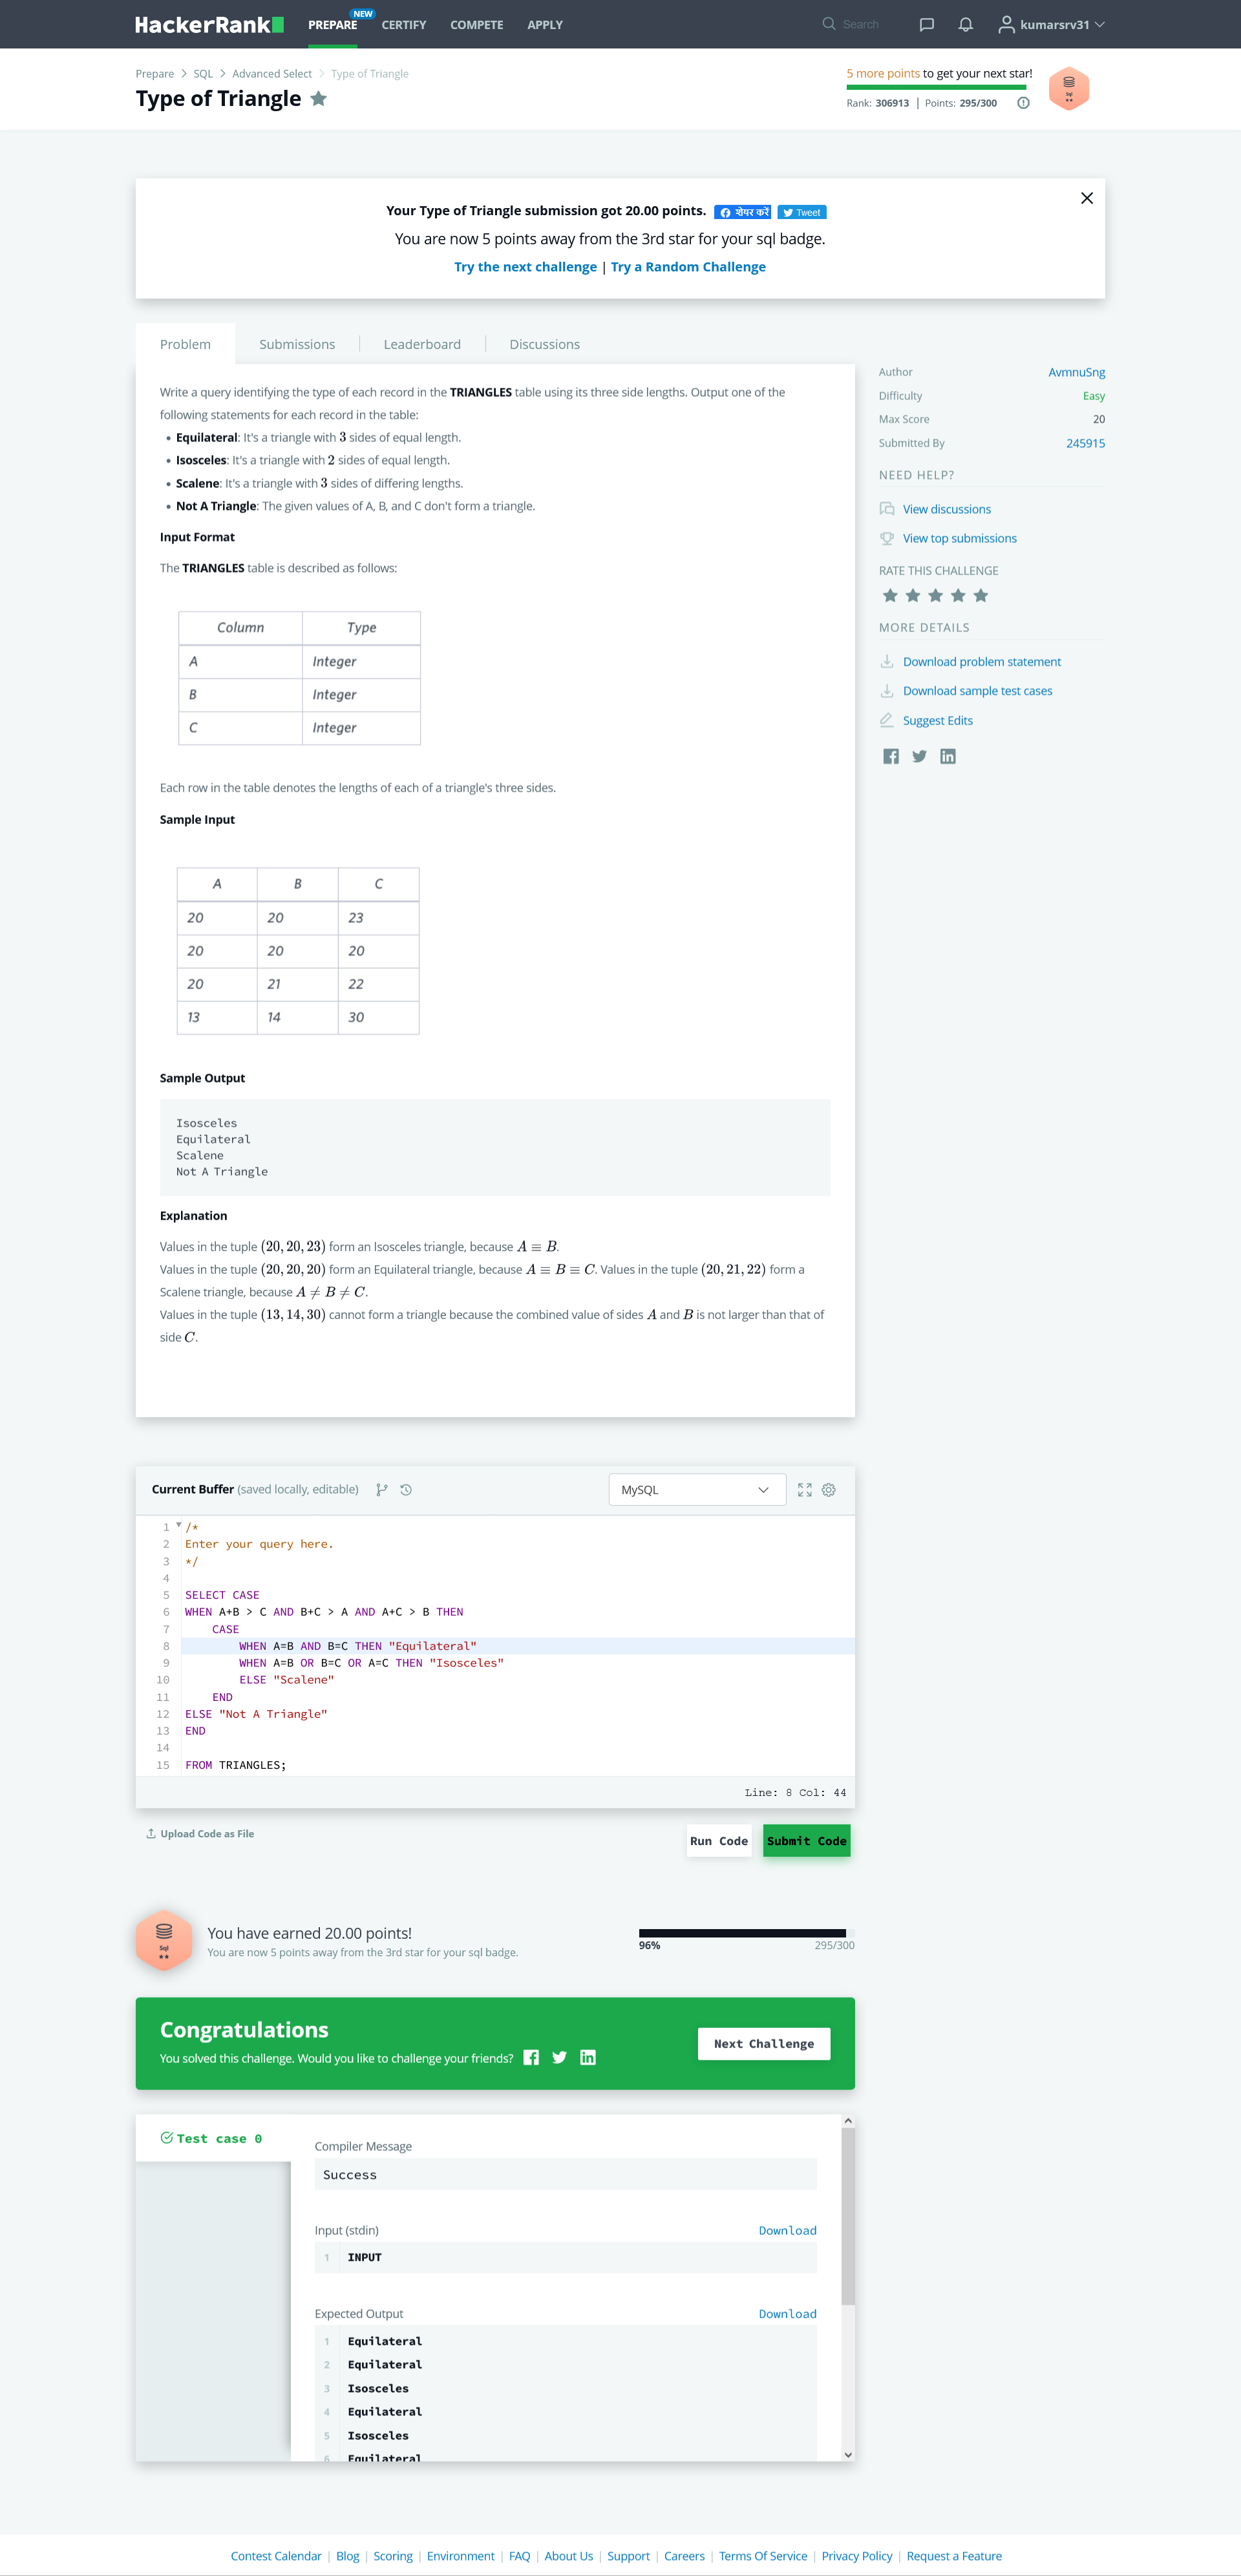 HackerRank
PREPARE
NEW
CERTIFY
COMPETE
APPLY
Search
kumarsrv31
Prepare > SQL > Advanced Select > Type of Triangle
Type of Triangle
5 more points to get your next star!
Rank: 306913 | Points: 295/300
Sql
Your Type of Triangle submission got 20.00 points. शेयर करें Tweet
You are now 5 points away from the 3rd star for your sql badge.
Try the next challenge | Try a Random Challenge
Problem
Submissions
Leaderboard
Discussions
Write a query identifying the type of each record in the TRIANGLES table using its three side lengths. Output one of the
following statements for each record in the table:
• Equilateral: It's a triangle with 3 sides of equal length.
• Isosceles: It's a triangle with 2 sides of equal length.
• Scalene: It's a triangle with 3 sides of differing lengths.
• Not A Triangle: The given values of A, B, and C don't form a triangle.
Input Format
The TRIANGLES table is described as follows:
Column Type
A Integer
B Integer
C Integer
Each row in the table denotes the lengths of each of a triangle's three sides.
Sample Input
A B C
20 20 23
20 20 20
20 21 22
13 14 30
Sample Output
Isosceles
Equilateral
Scalene
Not A Triangle
Explanation
Values in the tuple (20, 20, 23) form an Isosceles triangle, because A ≡ B.
Values in the tuple (20, 20, 20) form an Equilateral triangle, because A ≡ B ≡ C. Values in the tuple (20, 21, 22) form a
Scalene triangle, because A ≠ B ≠ C.
Values in the tuple (13, 14, 30) cannot form a triangle because the combined value of sides A and B is not larger than that of
side C.
Author AvmnuSng
Difficulty Easy
Max Score 20
Submitted By 245915
NEED HELP?
View discussions
View top submissions
RATE THIS CHALLENGE
MORE DETAILS
Download problem statement
Download sample test cases
Suggest Edits
Current Buffer (saved locally, editable)
MySQL
1 /*
2 Enter your query here.
3 */
4
5 SELECT CASE
6 WHEN A+B > C AND B+C > A AND A+C > B THEN
7 CASE
8 WHEN A=B AND B=C THEN "Equilateral"
9 WHEN A=B OR B=C OR A=C THEN "Isosceles"
10 ELSE "Scalene"
11 END
12 ELSE "Not A Triangle"
13 END
14
15 FROM TRIANGLES;
Line: 8 Col: 44
Upload Code as File
Run Code
Submit Code
Sql
You have earned 20.00 points!
You are now 5 points away from the 3rd star for your sql badge.
96% 295/300
Congratulations
You solved this challenge. Would you like to challenge your friends?
Next Challenge
Test case 0
Compiler Message
Success
Input (stdin) Download
1 INPUT
Expected Output Download
1 Equilateral
2 Equilateral
3 Isosceles
4 Equilateral
5 Isosceles
6 Equilateral
Contest Calendar | Blog | Scoring | Environment | FAQ | About Us | Support | Careers | Terms Of Service | Privacy Policy | Request a Feature